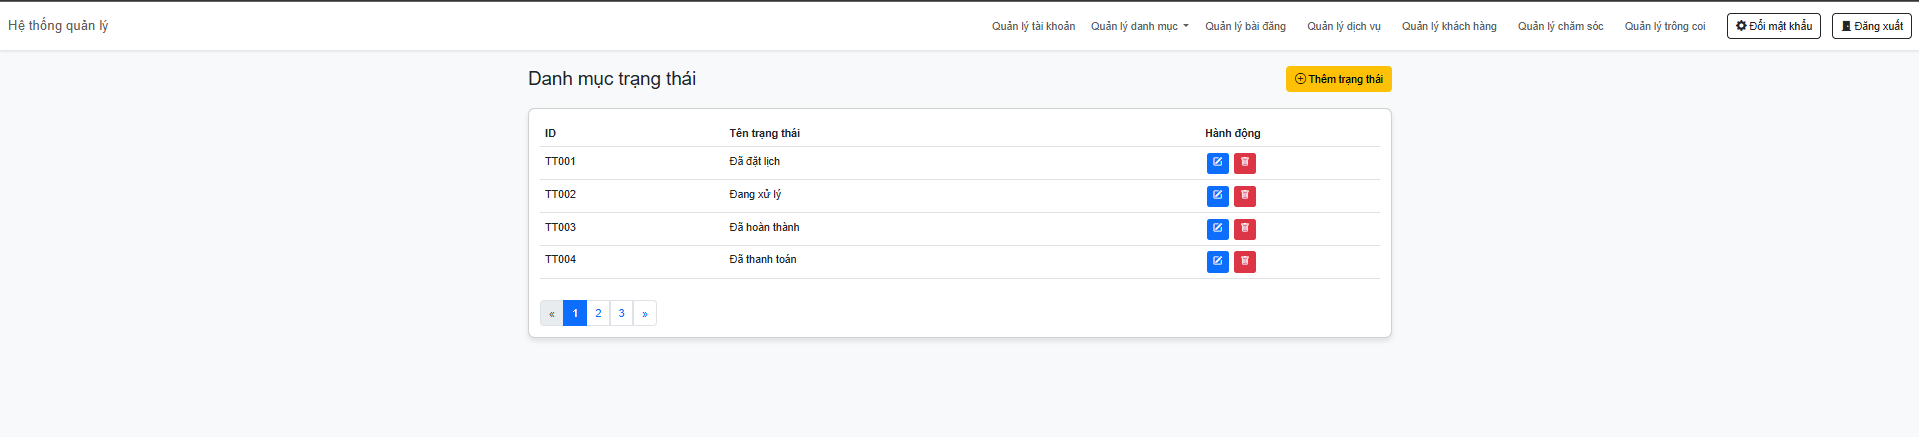 Hệ thống quản lý
Quản lý tài khoản Quản lý danh mục Quản lý bài đăng Quản lý dịch vụ Quản lý khách hàng Quản lý chăm sóc Quản lý trông coi Đổi mật khẩu Đăng xuất
Danh mục trạng thái
Thêm trạng thái
ID Tên trạng thái Hành động
TT001 Đã đặt lịch
TT002 Đang xử lý
TT003 Đã hoàn thành
TT004 Đã thanh toán
« 1 2 3 »